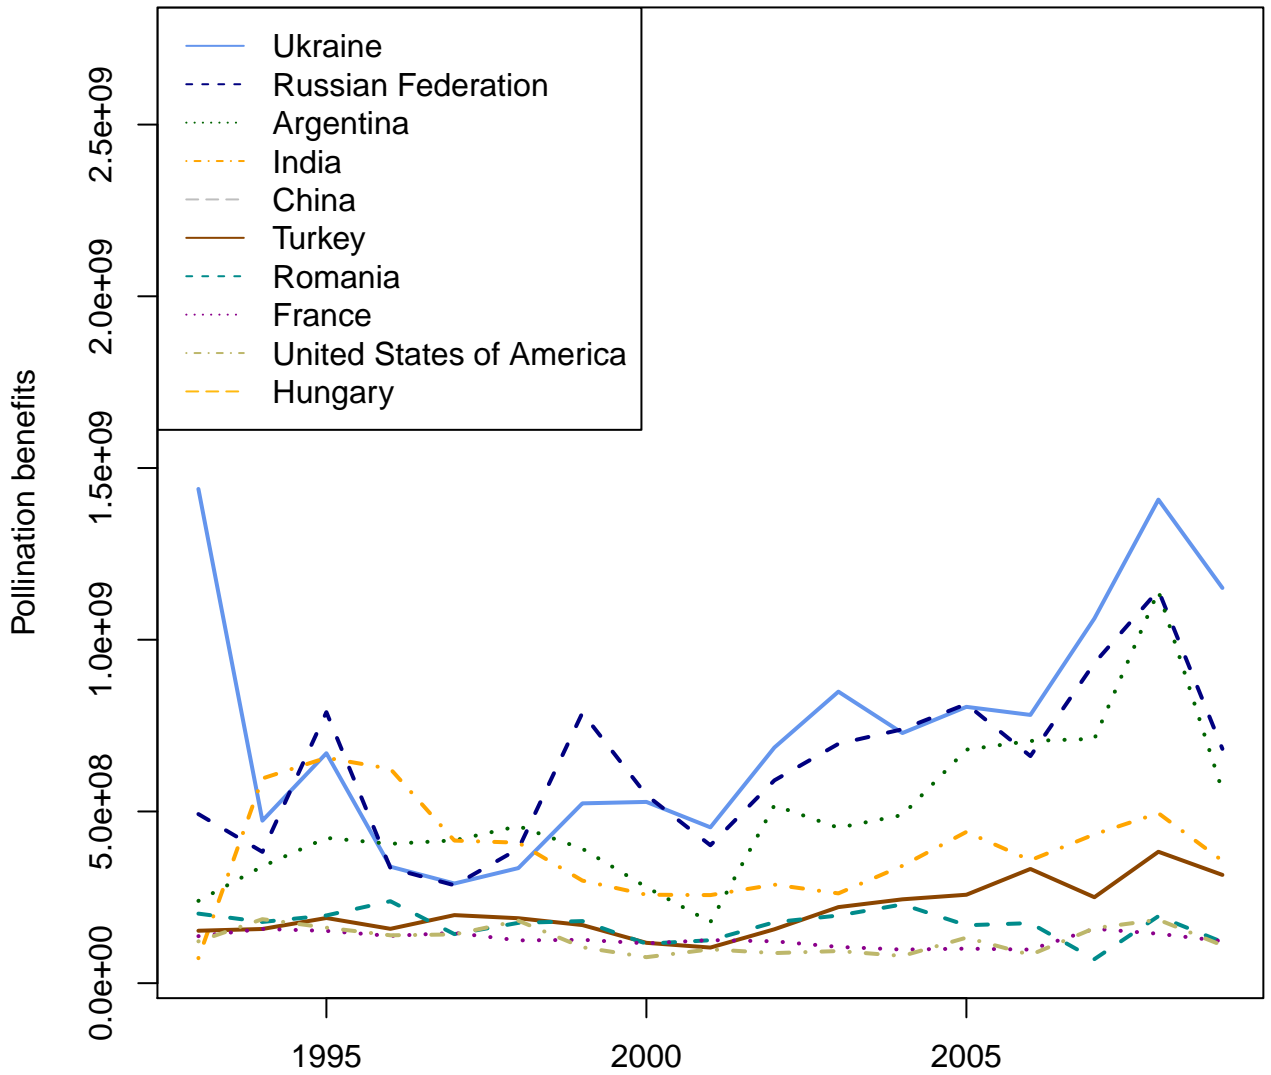 Ukraine
Russian Federation
Argentina
India
China
Turkey
Romania
France
United States of America
Hungary
Pollination benefits
2.5e+09
2.0e+09
1.5e+09
1.0e+09
5.0e+08
0.0e+00
1995 2000 2005